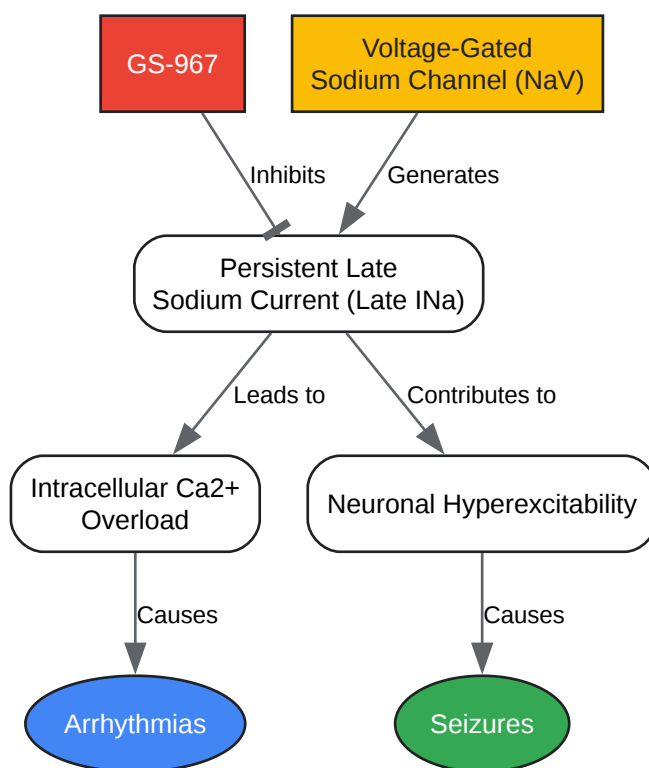 GS-967
Voltage-Gated
Sodium Channel (NaV)
Inhibits
Generates
Persistent Late
Sodium Current (Late INa)
Leads to
Contributes to
Intracellular Ca2+
Overload
Neuronal Hyperexcitability
Causes
Causes
Arrhythmias
Seizures